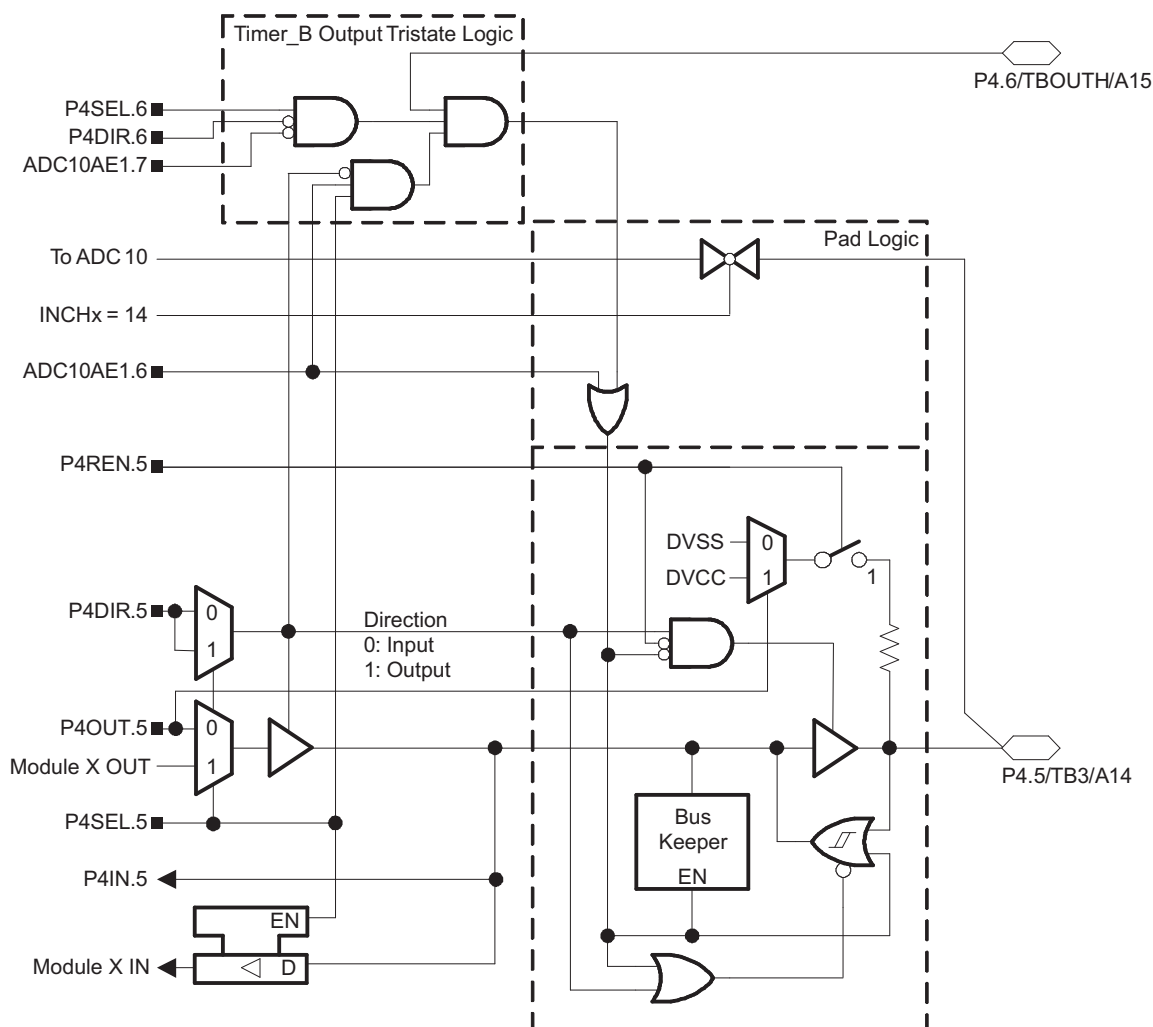 Timer_B Output Tristate Logic
P4.6/TBOUTH/A15
P4SEL.6
P4DIR.6
ADC10AE1.7
Pad Logic
To ADC 10
INCHx = 14
ADC10AE1.6
P4REN.5
DVSS
0
DVCC
1
1
P4DIR.5
0
1
Direction
0: Input
1: Output
P4OUT.5
0
Module X OUT
1
P4.5/TB3/A14
P4SEL.5
Bus
Keeper
EN
P4IN.5
EN
Module X IN
D